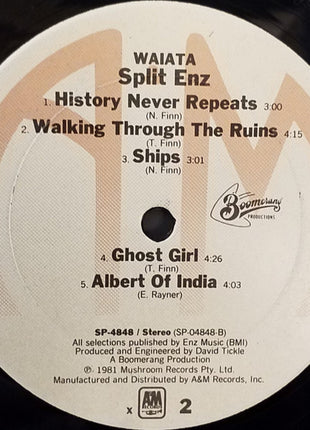 WAIATA
Split Enz
1. History Never Repeats 3:00
(N. Finn)
2. Walking Through The Ruins 4:15
(T. Finn)
3. Ships 3:01
(N. Finn)
Boomerang
PRODUCTIONS
4. Ghost Girl 4:26
(T. Finn)
5. Albert Of India 4:03
(E. Rayner)
SP-4848 / Stereo (SP-04848-B)
All selections published by Enz Music (BMI)
Produced and Engineered by David Tickle
A Boomerang Production
℗ 1981 Mushroom Records Pty. Ltd.
Manufactured and Distributed by A&M Records, Inc.
x A&M RECORDS 2